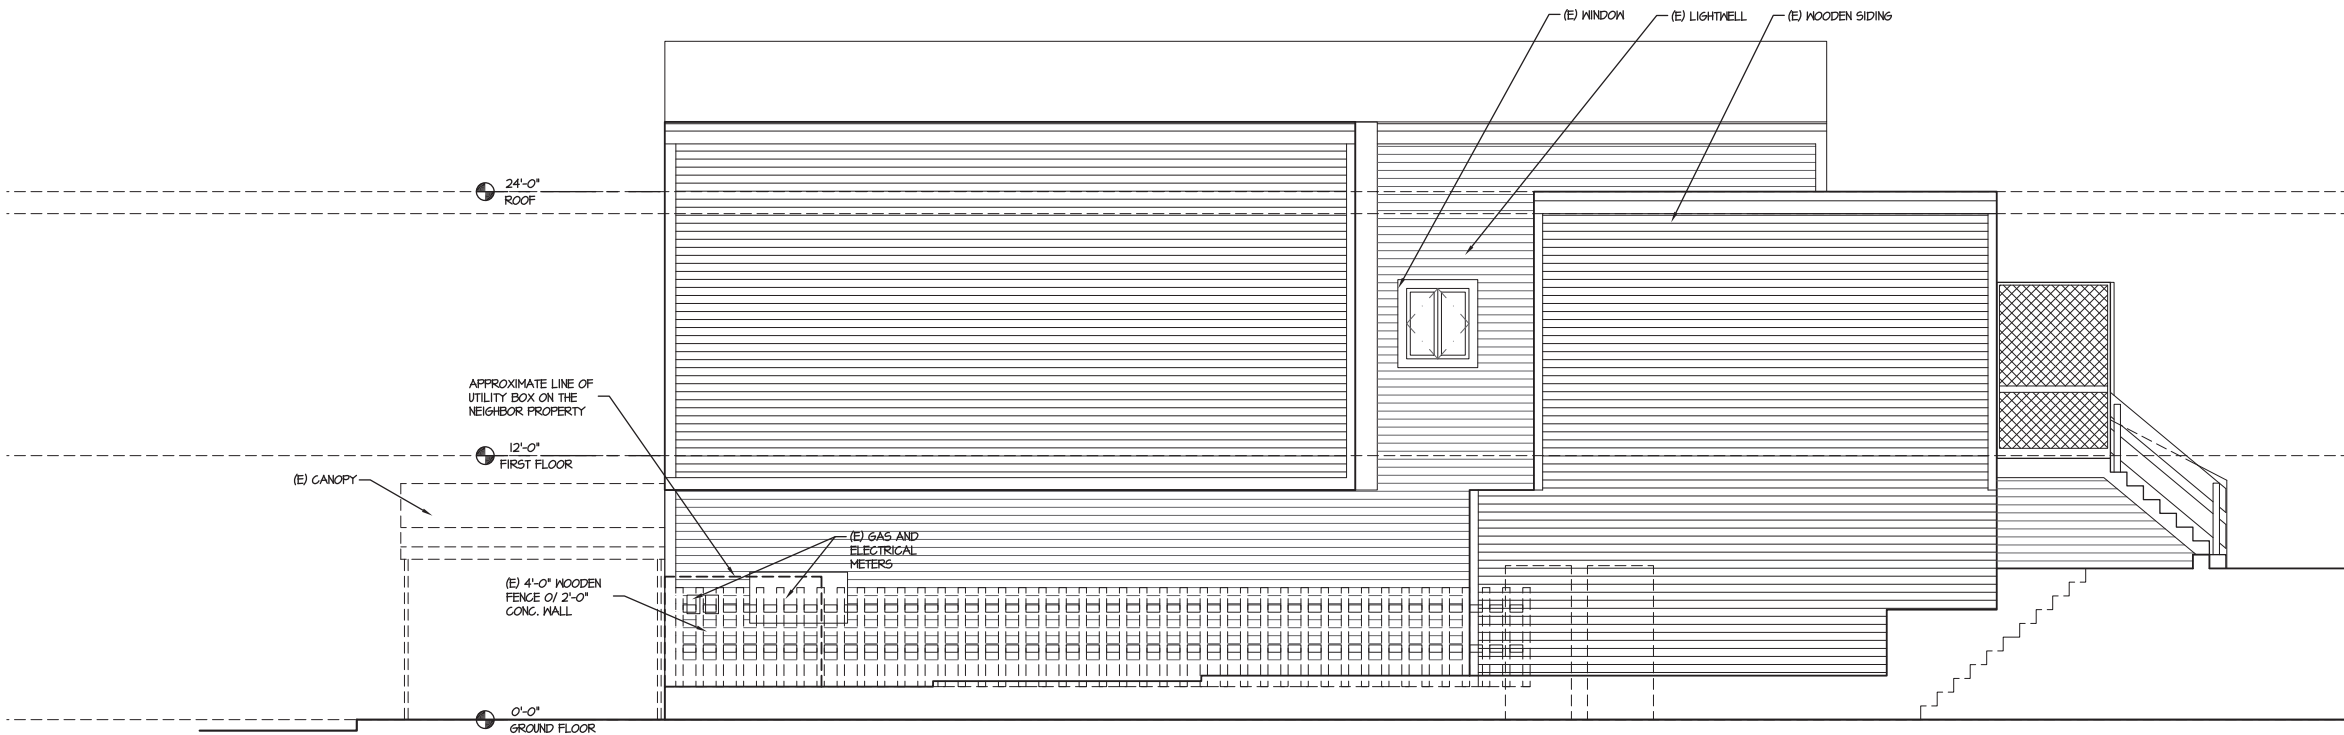 (E) WINDOW
(E) LIGHTWELL
(E) WOODEN SIDING
24'-0"
ROOF
APPROXIMATE LINE OF
UTILITY BOX ON THE
NEIGHBOR PROPERTY
12'-0"
FIRST FLOOR
(E) CANOPY
(E) GAS AND
ELECTRICAL
METERS
(E) 4'-0" WOODEN
FENCE O/ 2'-0"
CONC. WALL
0'-0"
GROUND FLOOR